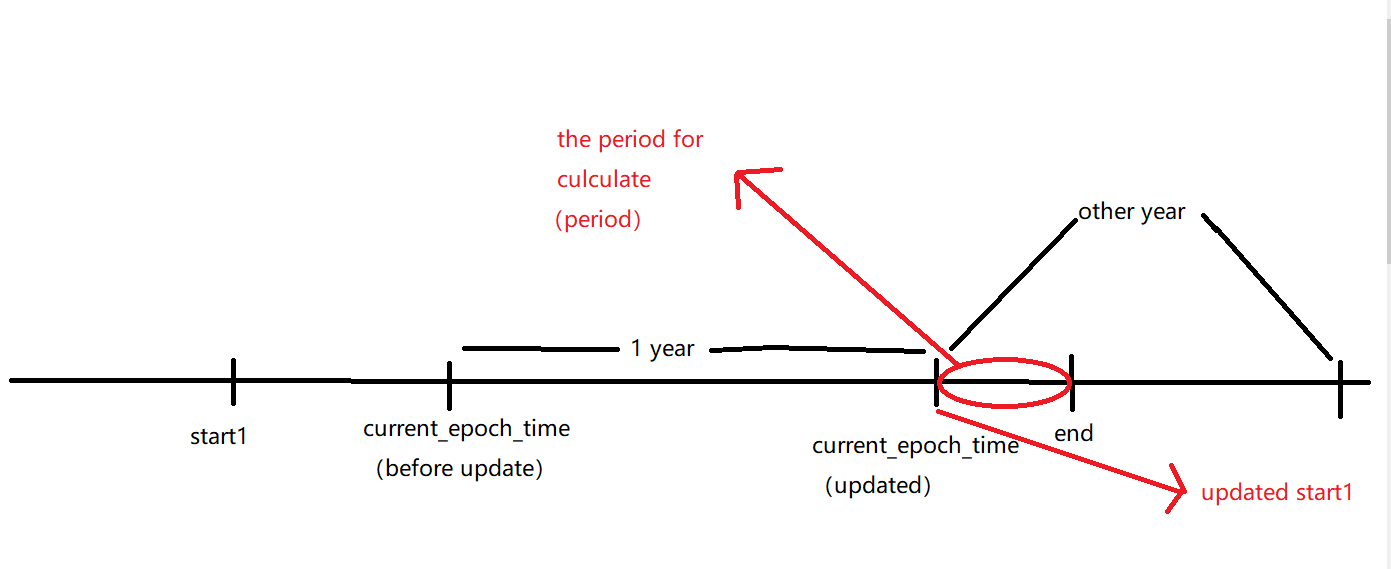 the period for
culculate
(period)
other year
1 year
start1
current_epoch_time
(before update)
current_epoch_time
(updated)
end
updated start1